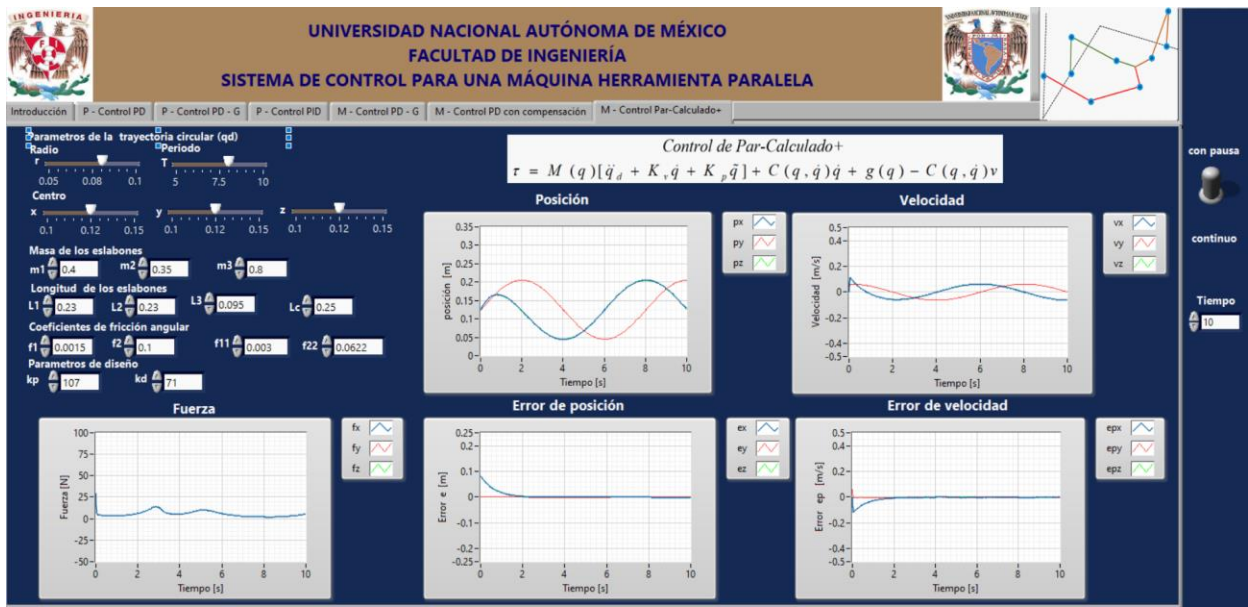 INGENIERIA
UNIVERSIDAD NACIONAL AUTÓNOMA DE MÉXICO
FACULTAD DE INGENIERÍA
SISTEMA DE CONTROL PARA UNA MÁQUINA HERRAMIENTA PARALELA
Introducción P - Control PD P - Control PD - G P - Control PID M - Control PD - G M - Control PD con compensación M - Control Par-Calculado+
Parametros de la trayectoria circular (qd)
Radio Periodo
r T
0.05 0.08 0.1 5 7.5 10
Centro
x y z
0.1 0.12 0.15 0.1 0.12 0.15 0.1 0.12 0.15
Masa de los eslabones
m1 0.4 m2 0.35 m3 0.8
Longitud de los eslabones
L1 0.23 L2 0.23 L3 0.095 Lc 0.25
Coeficientes de fricción angular
f1 0.0015 f2 0.1 f11 0.003 f22 0.0622
Parametros de diseño
kp 107 kd 71
Control de Par-Calculado+
τ = M (q)[q̈_d + K_v q̇ + K_p q̃] + C (q, q̇)q̇ + g(q) − C (q, q̇)v
con pausa
continuo
Tiempo
10
Posición
posición [m]
0.35
0.3
0.25
0.2
0.15
0.1
0.05
0
0 2 4 6 8 10
Tiempo [s]
px
py
pz
Velocidad
Velocidad [m/s]
0.5
0.4
0.2
0
-0.2
-0.4
-0.5
0 2 4 6 8 10
Tiempo [s]
vx
vy
vz
Fuerza
Fuerza [N]
100
75
50
25
0
-25
-50
0 2 4 6 8 10
Tiempo [s]
fx
fy
fz
Error de posición
Error e [m]
0.25
0.2
0.1
0
-0.1
-0.2
-0.25
0 2 4 6 8 10
Tiempo [s]
ex
ey
ez
Error de velocidad
Error ep [m/s]
0.5
0.4
0.2
0
-0.2
-0.4
-0.5
0 2 4 6 8 10
Tiempo [s]
epx
epy
epz